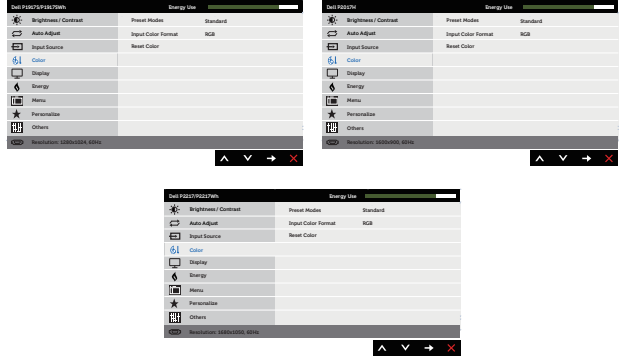 Dell P1917S/P1917SWh Energy Use
Brightness / Contrast Preset Modes Standard
Auto Adjust Input Color Format RGB
Input Source Reset Color
Color
Display
Energy
Menu
Personalize
Others
Resolution: 1280x1024, 60Hz
Dell P2017H Energy Use
Brightness / Contrast Preset Modes Standard
Auto Adjust Input Color Format RGB
Input Source Reset Color
Color
Display
Energy
Menu
Personalize
Others
Resolution: 1600x900, 60Hz
Dell P2217/P2217Wh Energy Use
Brightness / Contrast Preset Modes Standard
Auto Adjust Input Color Format RGB
Input Source Reset Color
Color
Display
Energy
Menu
Personalize
Others
Resolution: 1680x1050, 60Hz